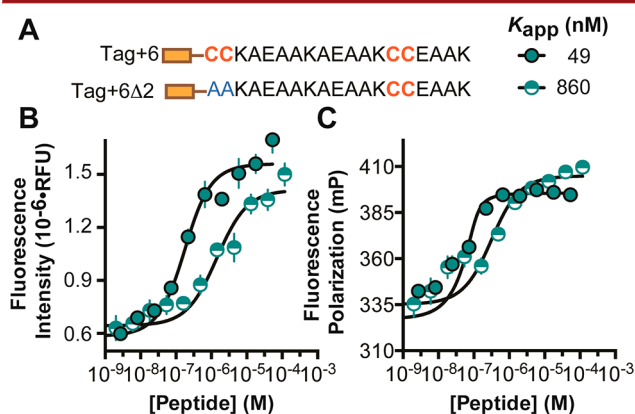 A
Kapp (nM)
Tag+6 CCKAEAAKAEAAKCCEAAK 49
Tag+6Δ2 AAKAEAAKAEAAKCCEAAK 860
B
Fluorescence
Intensity (10-6•RFU)
1.5
1.2
0.9
0.6
10-9 10-8 10-7 10-6 10-5 10-4 10-3
[Peptide] (M)
C
Fluorescence
Polarization (mP)
410
385
360
335
310
10-9 10-8 10-7 10-6 10-5 10-4 10-3
[Peptide] (M)